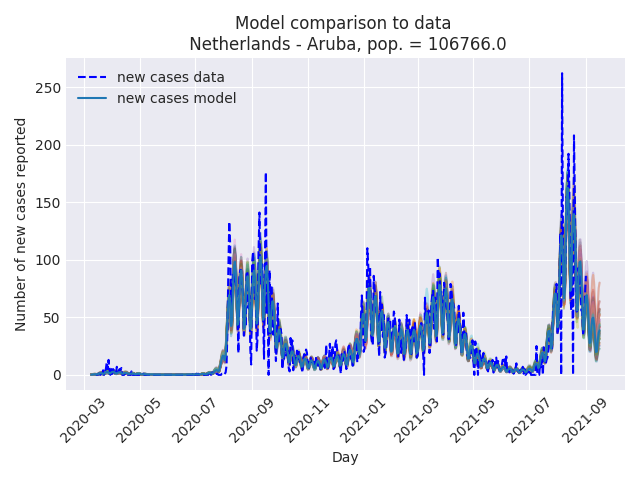 Model comparison to data
Netherlands - Aruba, pop. = 106766.0
new cases data
new cases model
Number of new cases reported
250
200
150
100
50
0
2020-03
2020-05
2020-07
2020-09
2020-11
2021-01
2021-03
2021-05
2021-07
2021-09
Day